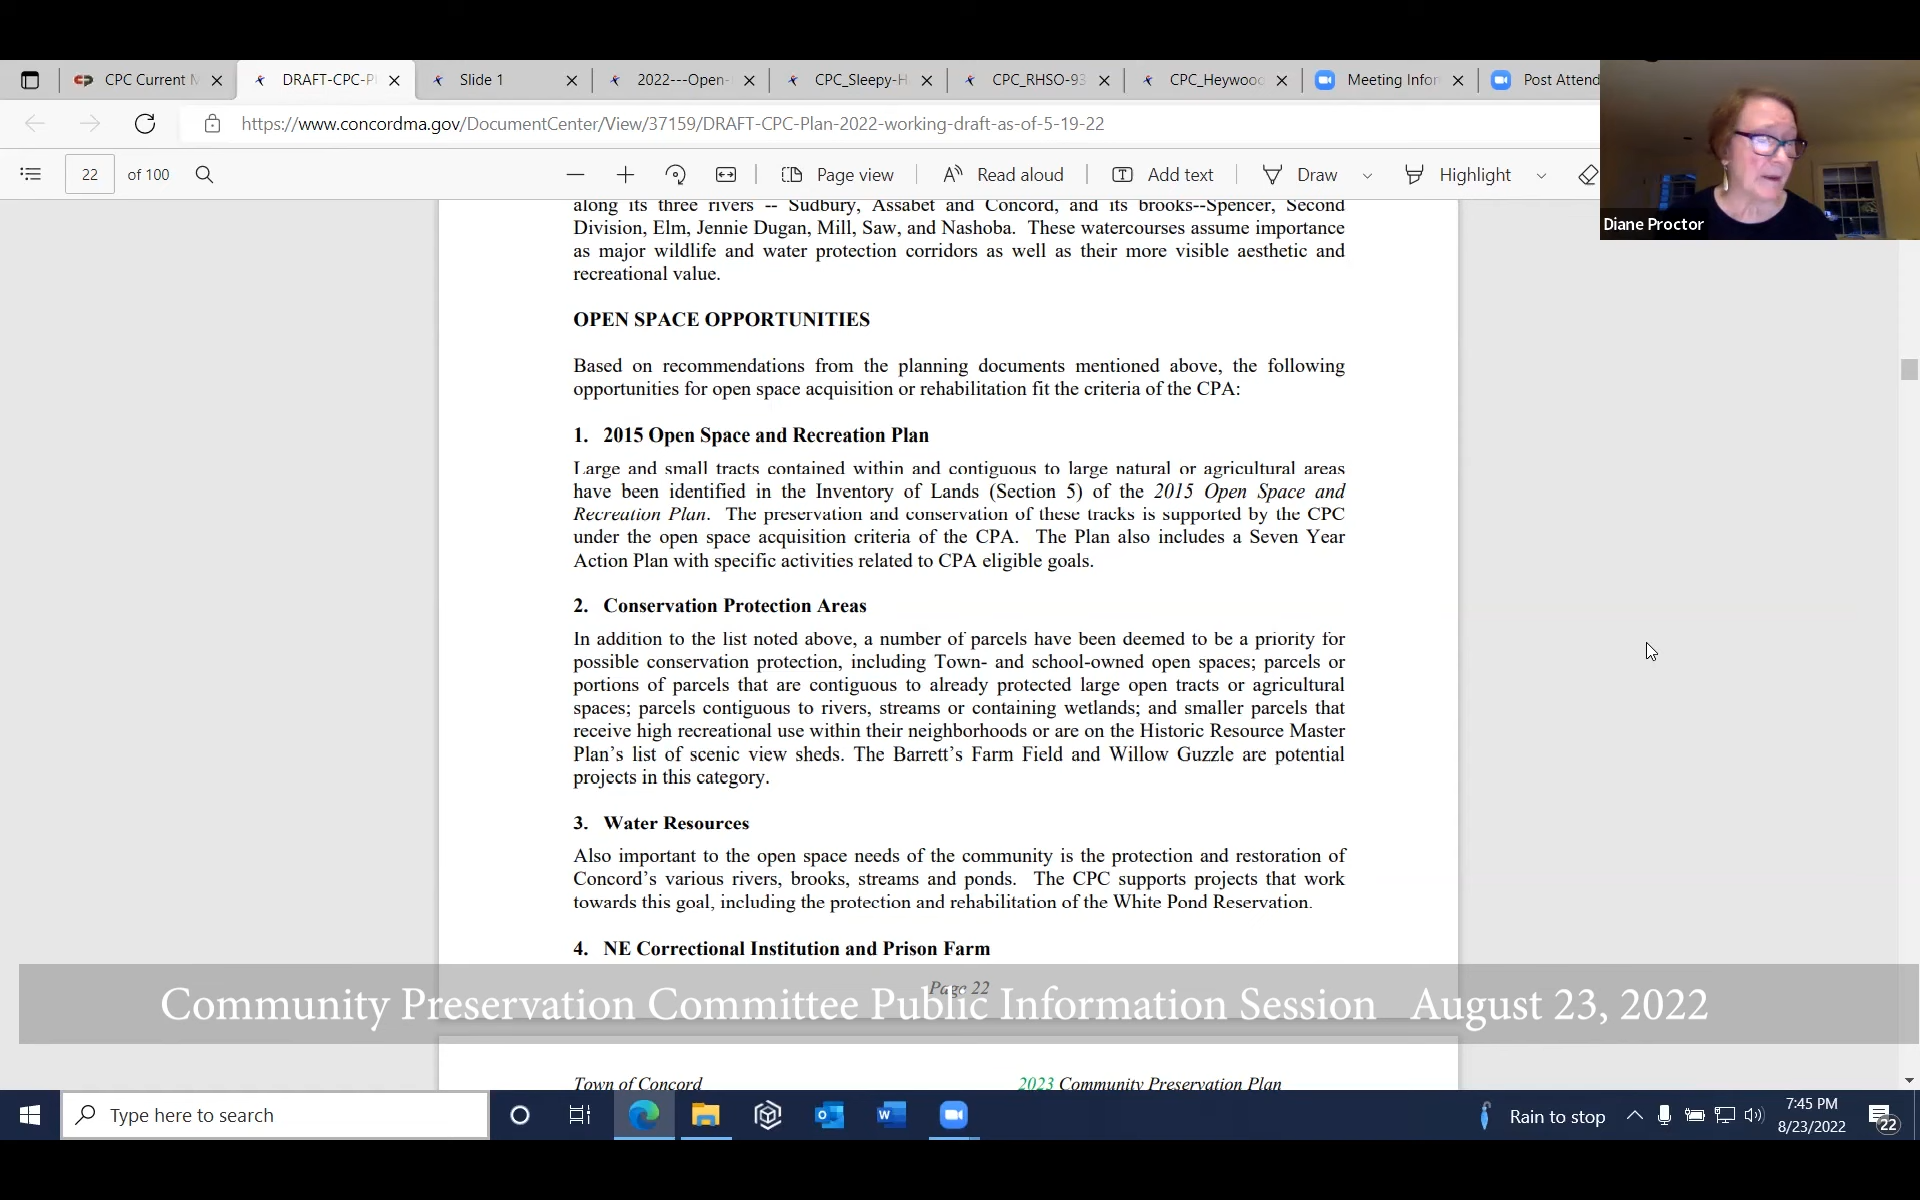 CPC Current M
DRAFT-CPC-Pl
Slide 1
2022---Open-
CPC_Sleepy-H
CPC_RHSO-93
CPC_Heywood
Meeting Infor
Post Attend
https://www.concordma.gov/DocumentCenter/View/37159/DRAFT-CPC-Plan-2022-working-draft-as-of-5-19-22
22 of 100
Page view
Read aloud
Add text
Draw
Highlight
Diane Proctor
along its three rivers -- Sudbury, Assabet and Concord, and its brooks--Spencer, Second
Division, Elm, Jennie Dugan, Mill, Saw, and Nashoba. These watercourses assume importance
as major wildlife and water protection corridors as well as their more visible aesthetic and
recreational value.
OPEN SPACE OPPORTUNITIES
Based on recommendations from the planning documents mentioned above, the following
opportunities for open space acquisition or rehabilitation fit the criteria of the CPA:
1. 2015 Open Space and Recreation Plan
Large and small tracts contained within and contiguous to large natural or agricultural areas
have been identified in the Inventory of Lands (Section 5) of the 2015 Open Space and
Recreation Plan. The preservation and conservation of these tracks is supported by the CPC
under the open space acquisition criteria of the CPA. The Plan also includes a Seven Year
Action Plan with specific activities related to CPA eligible goals.
2. Conservation Protection Areas
In addition to the list noted above, a number of parcels have been deemed to be a priority for
possible conservation protection, including Town- and school-owned open spaces; parcels or
portions of parcels that are contiguous to already protected large open tracts or agricultural
spaces; parcels contiguous to rivers, streams or containing wetlands; and smaller parcels that
receive high recreational use within their neighborhoods or are on the Historic Resource Master
Plan's list of scenic view sheds. The Barrett's Farm Field and Willow Guzzle are potential
projects in this category.
3. Water Resources
Also important to the open space needs of the community is the protection and restoration of
Concord's various rivers, brooks, streams and ponds. The CPC supports projects that work
towards this goal, including the protection and rehabilitation of the White Pond Reservation.
4. NE Correctional Institution and Prison Farm
Page 22
Community Preservation Committee Public Information Session August 23, 2022
Town of Concord
2023 Community Preservation Plan
Type here to search
Rain to stop
7:45 PM
8/23/2022
22